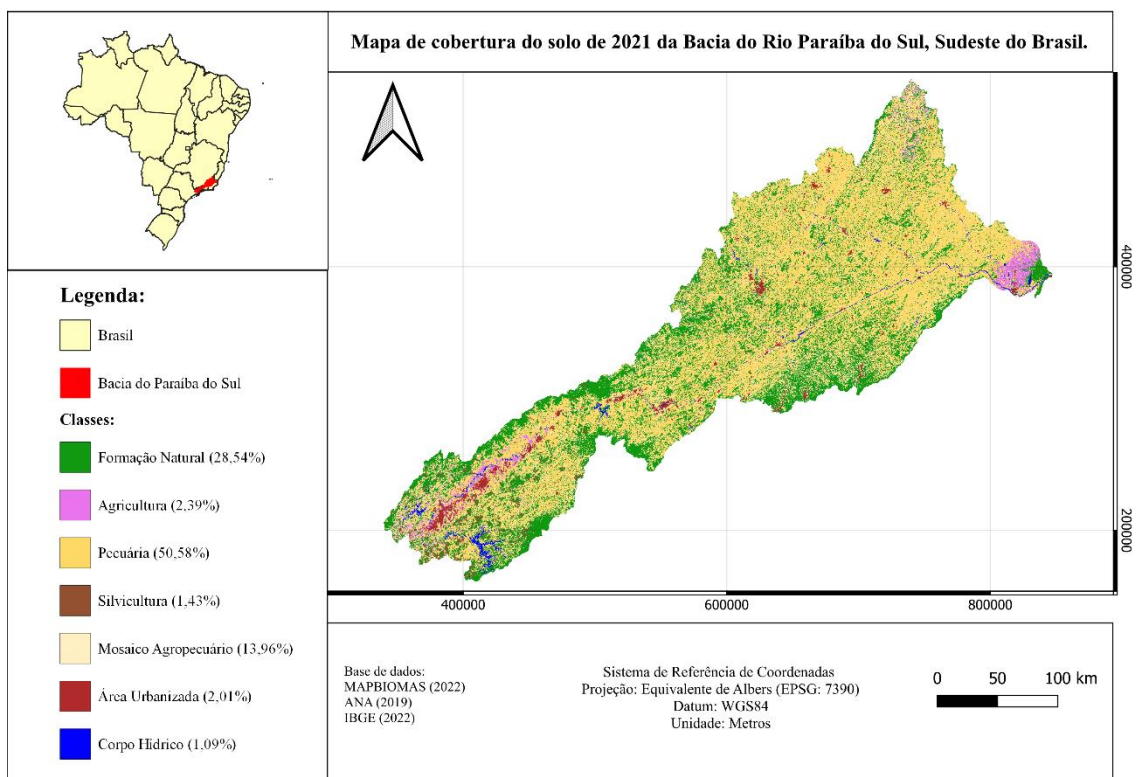 Mapa de cobertura do solo de 2021 da Bacia do Rio Paraíba do Sul, Sudeste do Brasil.
Legenda:
Brasil
Bacia do Paraíba do Sul
Classes:
Formação Natural (28,54%)
Agricultura (2,39%)
Pecuária (50,58%)
Silvicultura (1,43%)
Mosaico Agropecuário (13,96%)
Área Urbanizada (2,01%)
Corpo Hídrico (1,09%)
400000
200000
400000
600000
800000
Base de dados:
MAPBIOMAS (2022)
ANA (2019)
IBGE (2022)
Sistema de Referência de Coordenadas
Projeção: Equivalente de Albers (EPSG: 7390)
Datum: WGS84
Unidade: Metros
0 50 100 km